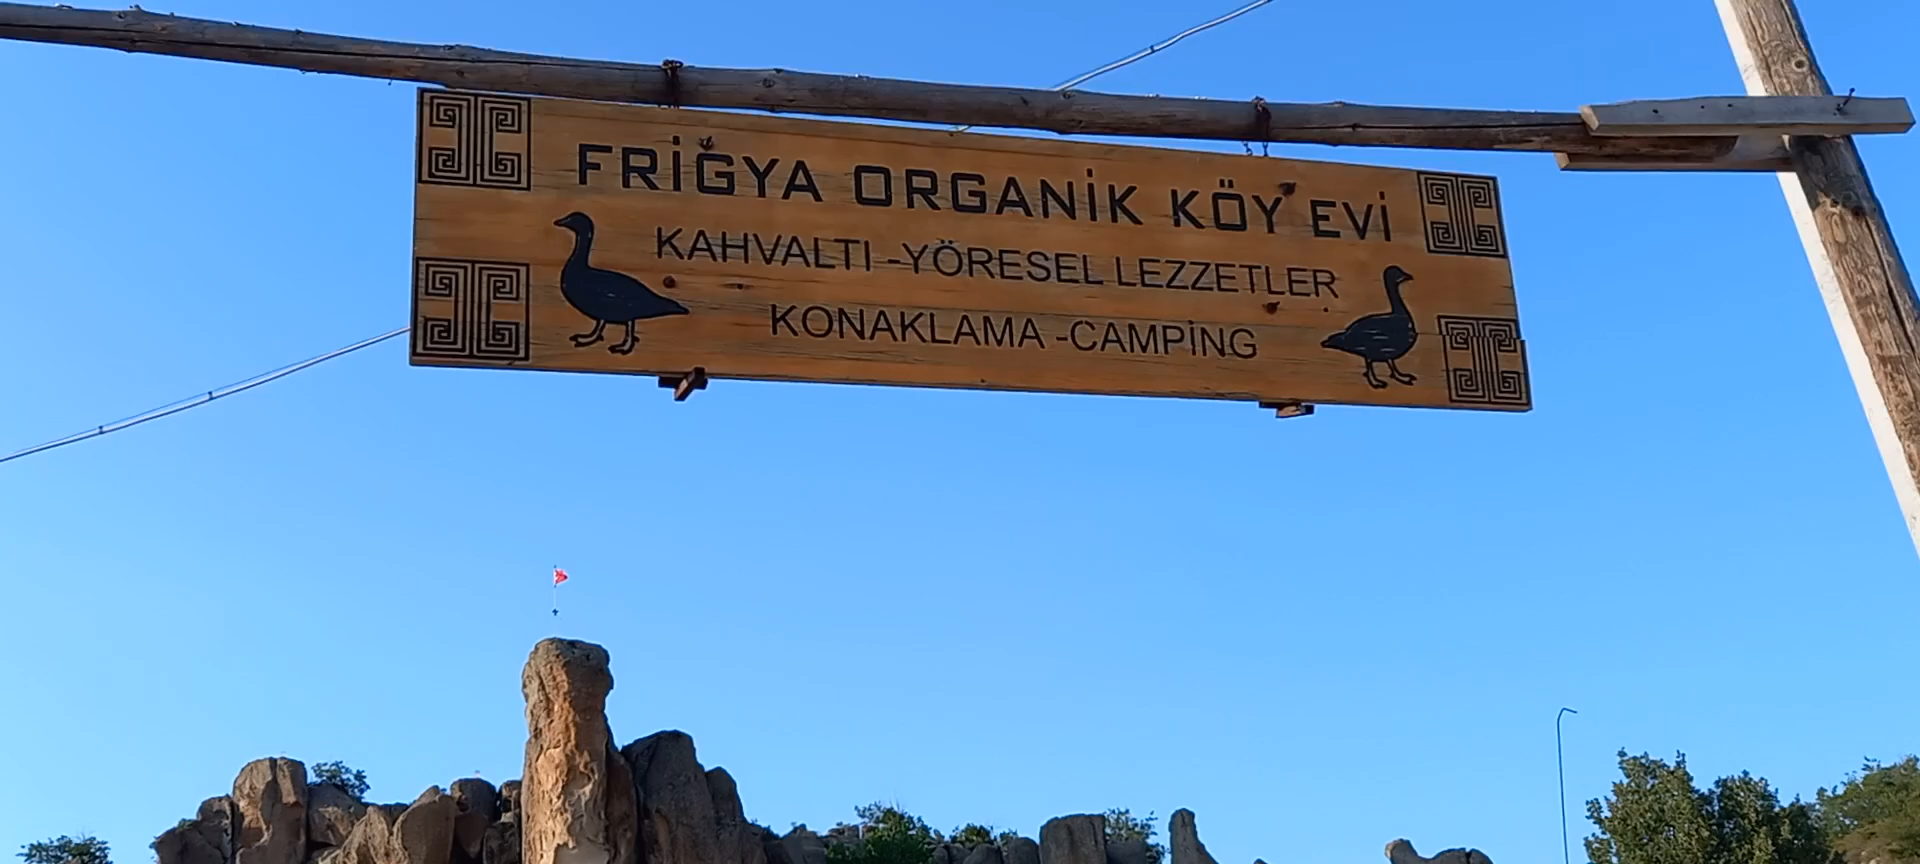 FRİGYA ORGANİK KÖY EVİ
KAHVALTI -YÖRESEL LEZZETLER
KONAKLAMA -CAMPİNG